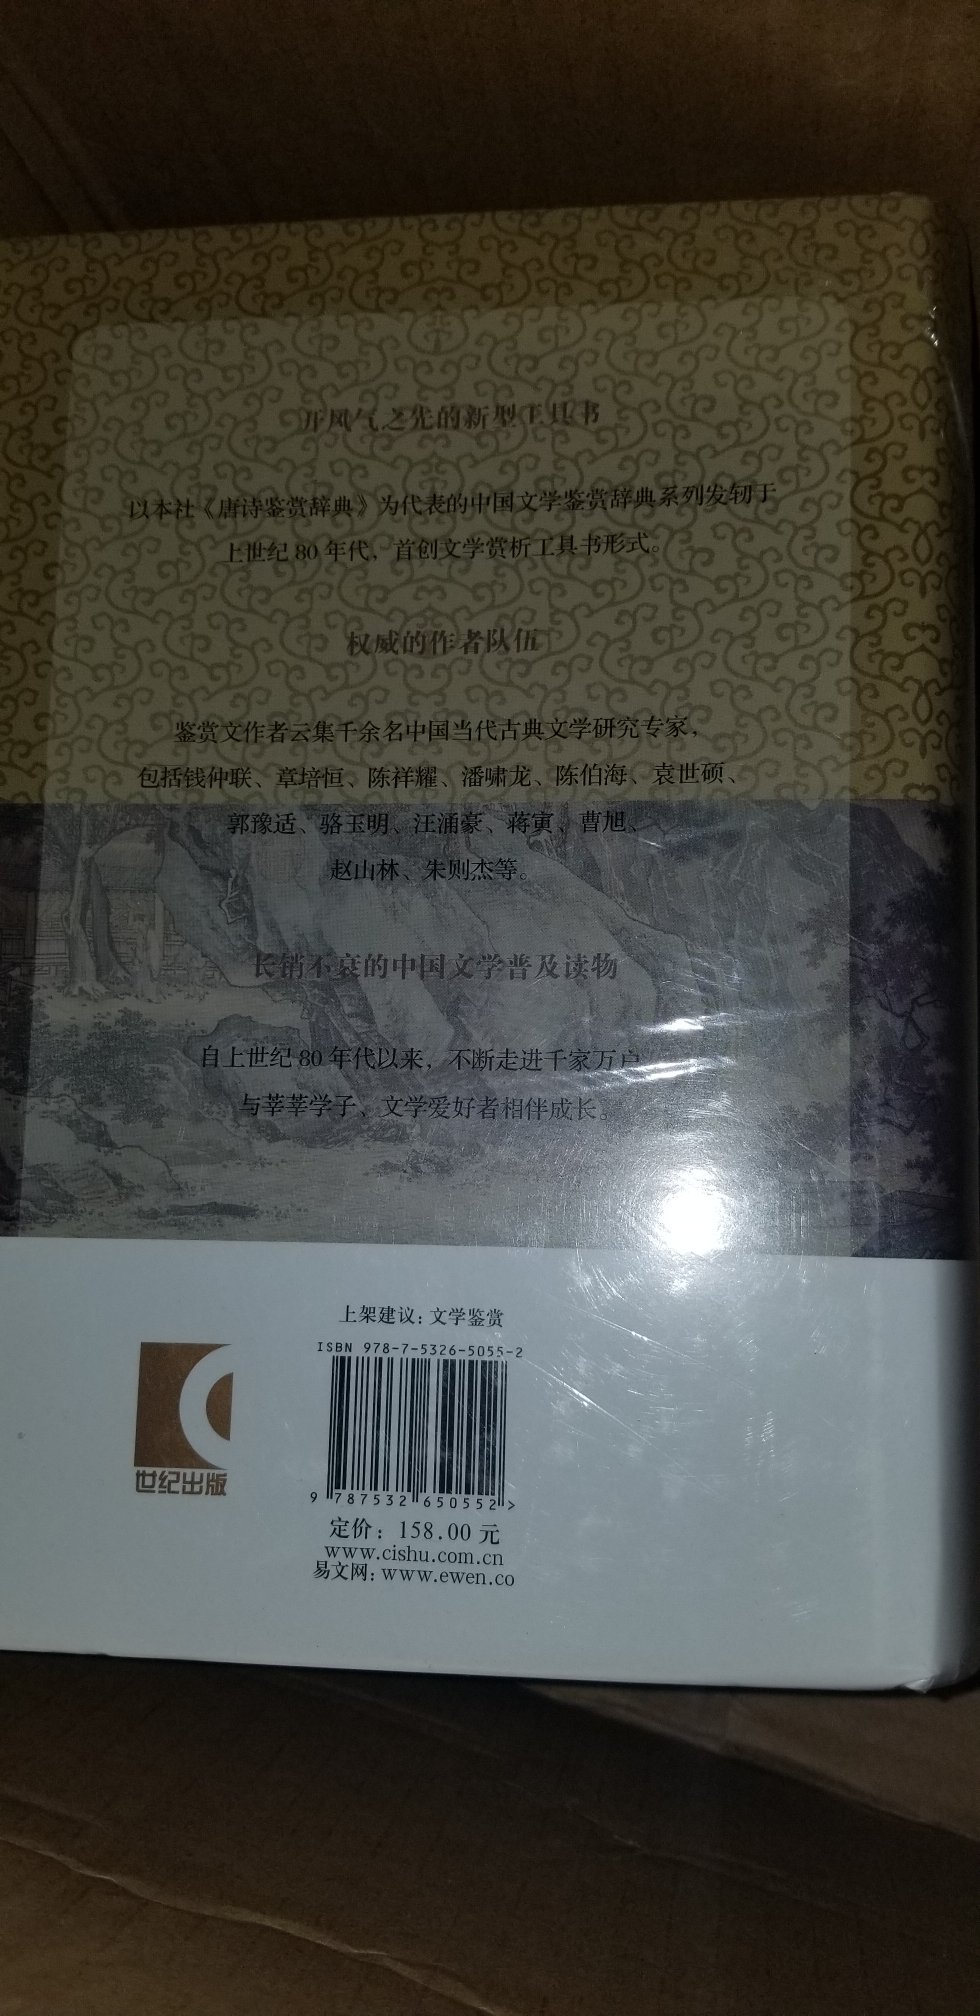 开风气之先的新型工具书
以本社《唐诗鉴赏辞典》为代表的中国文学鉴赏辞典系列发轫于
上世纪80年代，首创文学赏析工具书形式。
权威的作者队伍
鉴赏文作者云集千余名中国当代古典文学研究专家，
包括钱仲联、章培恒、陈祥耀、潘啸龙、陈伯海、袁世硕、
郭豫适、骆玉明、汪涌豪、蒋寅、曹旭、
赵山林、朱则杰等。
长销不衰的中国文学普及读物
自上世纪80年代以来，不断走进千家万户
与莘莘学子、文学爱好者相伴成长。
上架建议：文学鉴赏
ISBN 978-7-5326-5055-2
9 787532 650552 >
世纪出版
定价：158.00元
www.cishu.com.cn
易文网：www.ewen.co